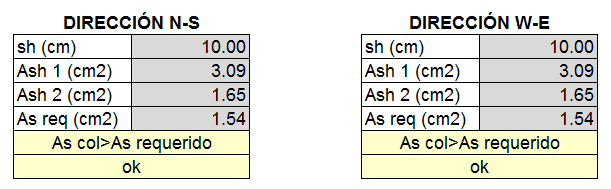 DIRECCIÓN N-S
sh (cm) 10.00
Ash 1 (cm2) 3.09
Ash 2 (cm2) 1.65
As req (cm2) 1.54
As col>As requerido
ok
DIRECCIÓN W-E
sh (cm) 10.00
Ash 1 (cm2) 3.09
Ash 2 (cm2) 1.65
As req (cm2) 1.54
As col>As requerido
ok